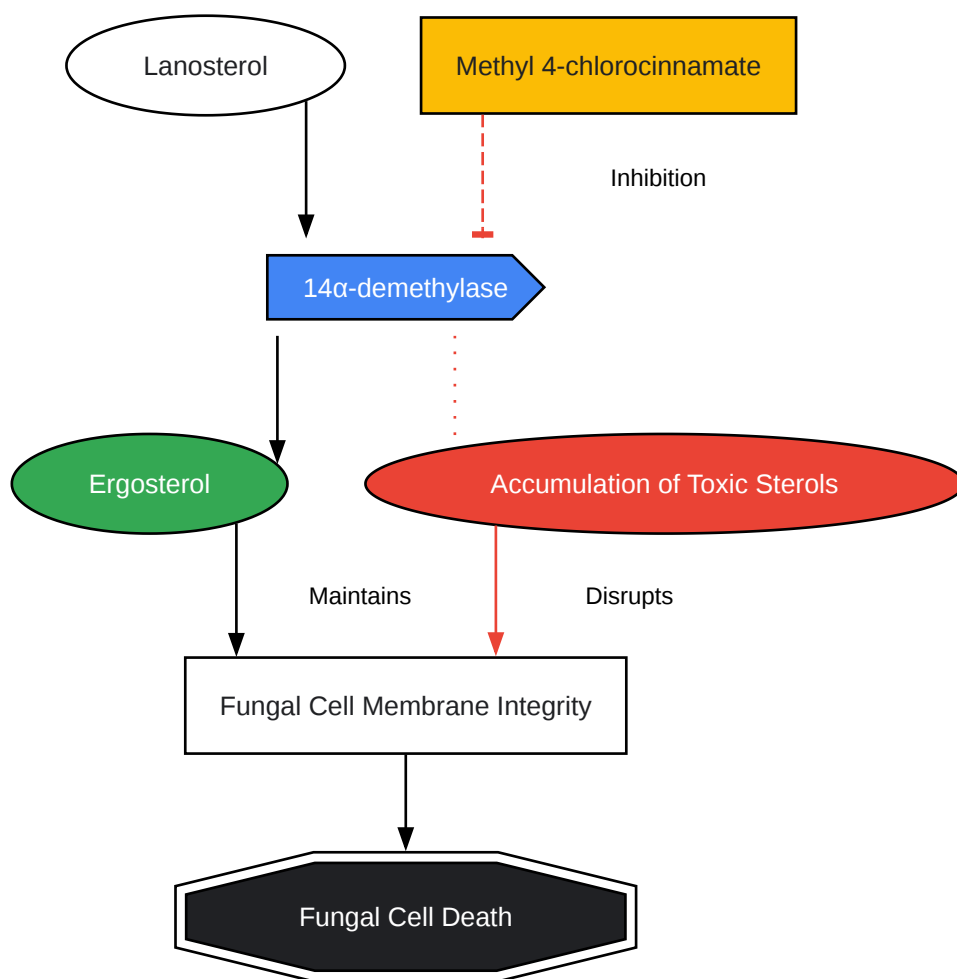 Lanosterol
Methyl 4-chlorocinnamate
Inhibition
14α-demethylase
Ergosterol
Accumulation of Toxic Sterols
Maintains
Disrupts
Fungal Cell Membrane Integrity
Fungal Cell Death